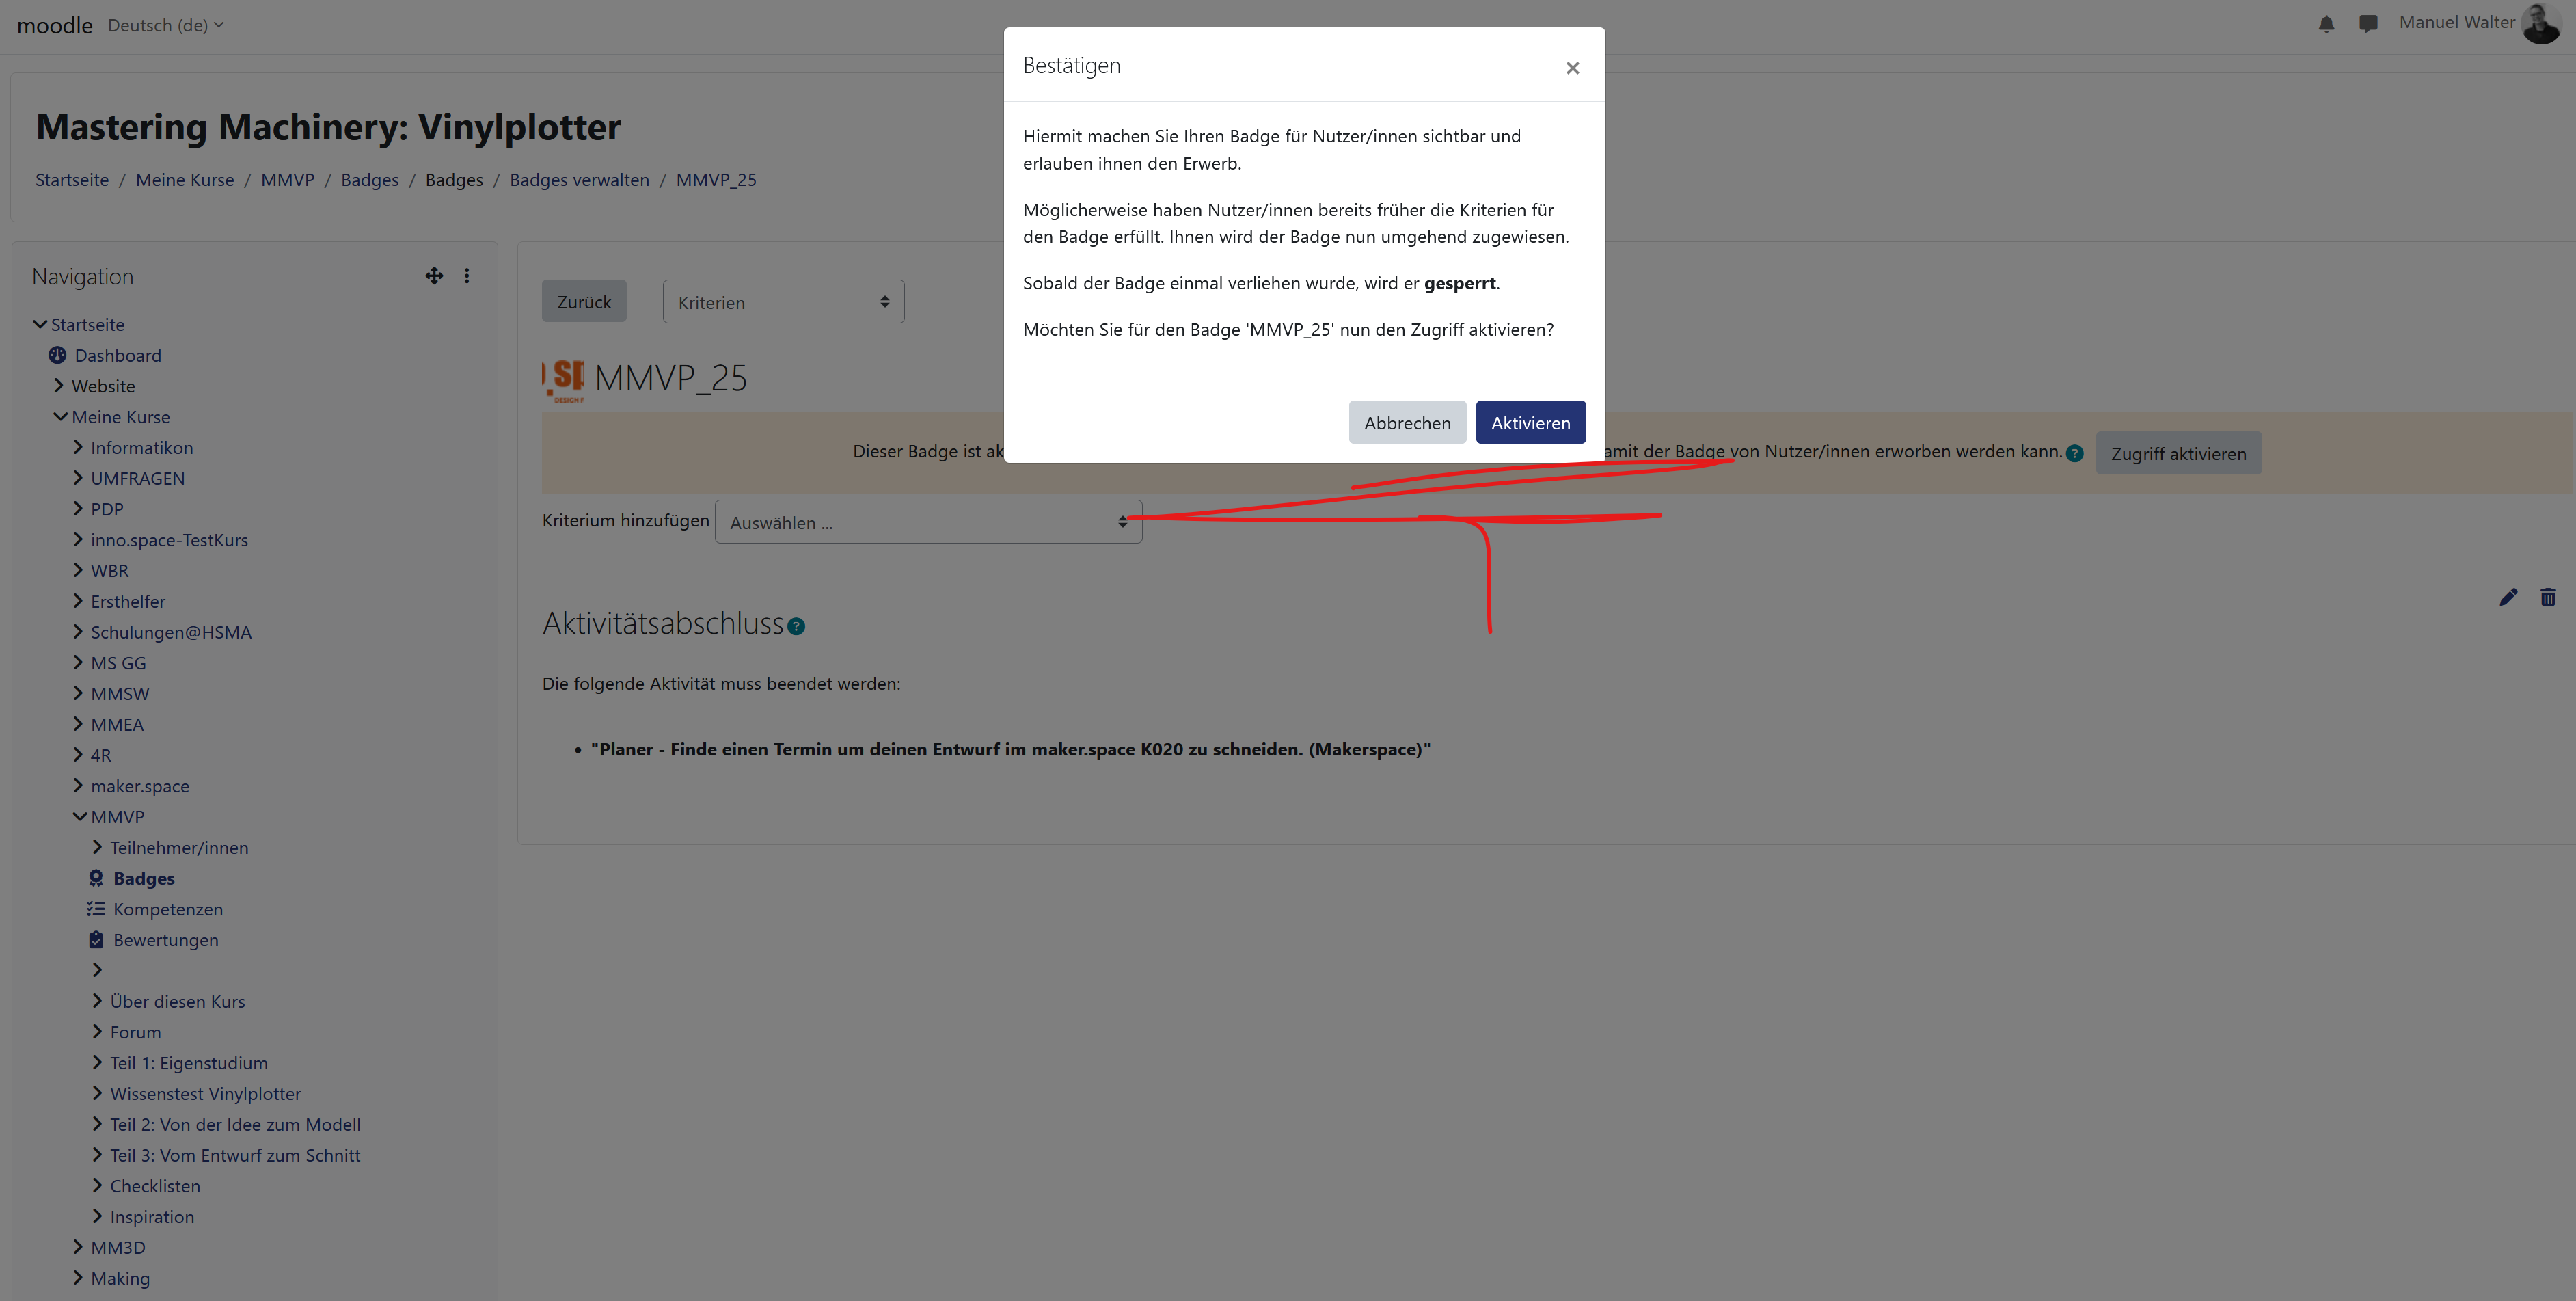 moodle Deutsch (de)
Manuel Walter
Mastering Machinery: Vinylplotter
Startseite / Meine Kurse / MMVP / Badges / Badges / Badges verwalten / MMVP_25
Bestätigen
Hiermit machen Sie Ihren Badge für Nutzer/innen sichtbar und
erlauben ihnen den Erwerb.
Möglicherweise haben Nutzer/innen bereits früher die Kriterien für
den Badge erfüllt. Ihnen wird der Badge nun umgehend zugewiesen.
Sobald der Badge einmal verliehen wurde, wird er gesperrt.
Möchten Sie für den Badge 'MMVP_25' nun den Zugriff aktivieren?
Abbrechen Aktivieren
Navigation
Startseite
Dashboard
Website
Meine Kurse
Informatikon
UMFRAGEN
PDP
inno.space-TestKurs
WBR
Ersthelfer
Schulungen@HSMA
MS GG
MMSW
MMEA
4R
maker.space
MMVP
Teilnehmer/innen
Badges
Kompetenzen
Bewertungen
Über diesen Kurs
Forum
Teil 1: Eigenstudium
Wissenstest Vinylplotter
Teil 2: Von der Idee zum Modell
Teil 3: Vom Entwurf zum Schnitt
Checklisten
Inspiration
MM3D
Making
Zurück Kriterien
MMVP_25
DESIGN F
Dieser Badge ist ak
amit der Badge von Nutzer/innen erworben werden kann. Zugriff aktivieren
Kriterium hinzufügen Auswählen ...
Aktivitätsabschluss
Die folgende Aktivität muss beendet werden:
• "Planer - Finde einen Termin um deinen Entwurf im maker.space K020 zu schneiden. (Makerspace)"